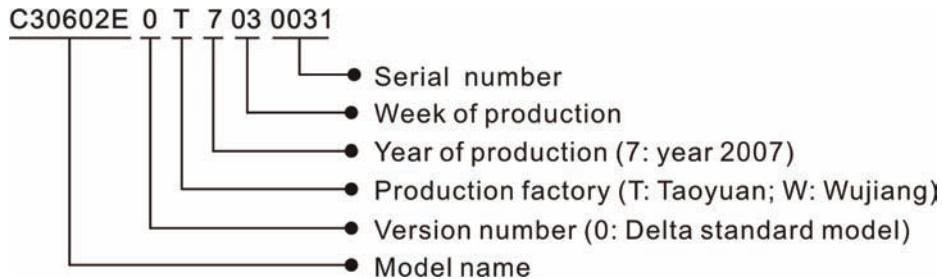 C30602E 0 T 7 03 0031
Serial number
Week of production
Year of production (7: year 2007)
Production factory (T: Taoyuan; W: Wujiang)
Version number (0: Delta standard model)
Model name